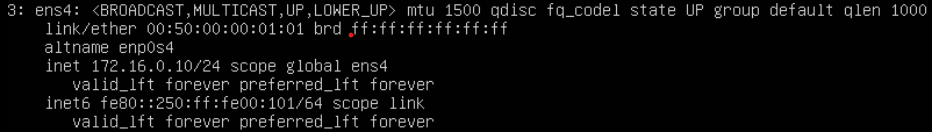 3: ens4: <BROADCAST,MULTICAST,UP,LOWER_UP> mtu 1500 qdisc fq_codel state UP group default qlen 1000
link/ether 00:50:00:00:01:01 brd ff:ff:ff:ff:ff:ff
altname enp0s4
inet 172.16.0.10/24 scope global ens4
valid_lft forever preferred_lft forever
inet6 fe80::250:ff:fe00:101/64 scope link
valid_lft forever preferred_lft forever